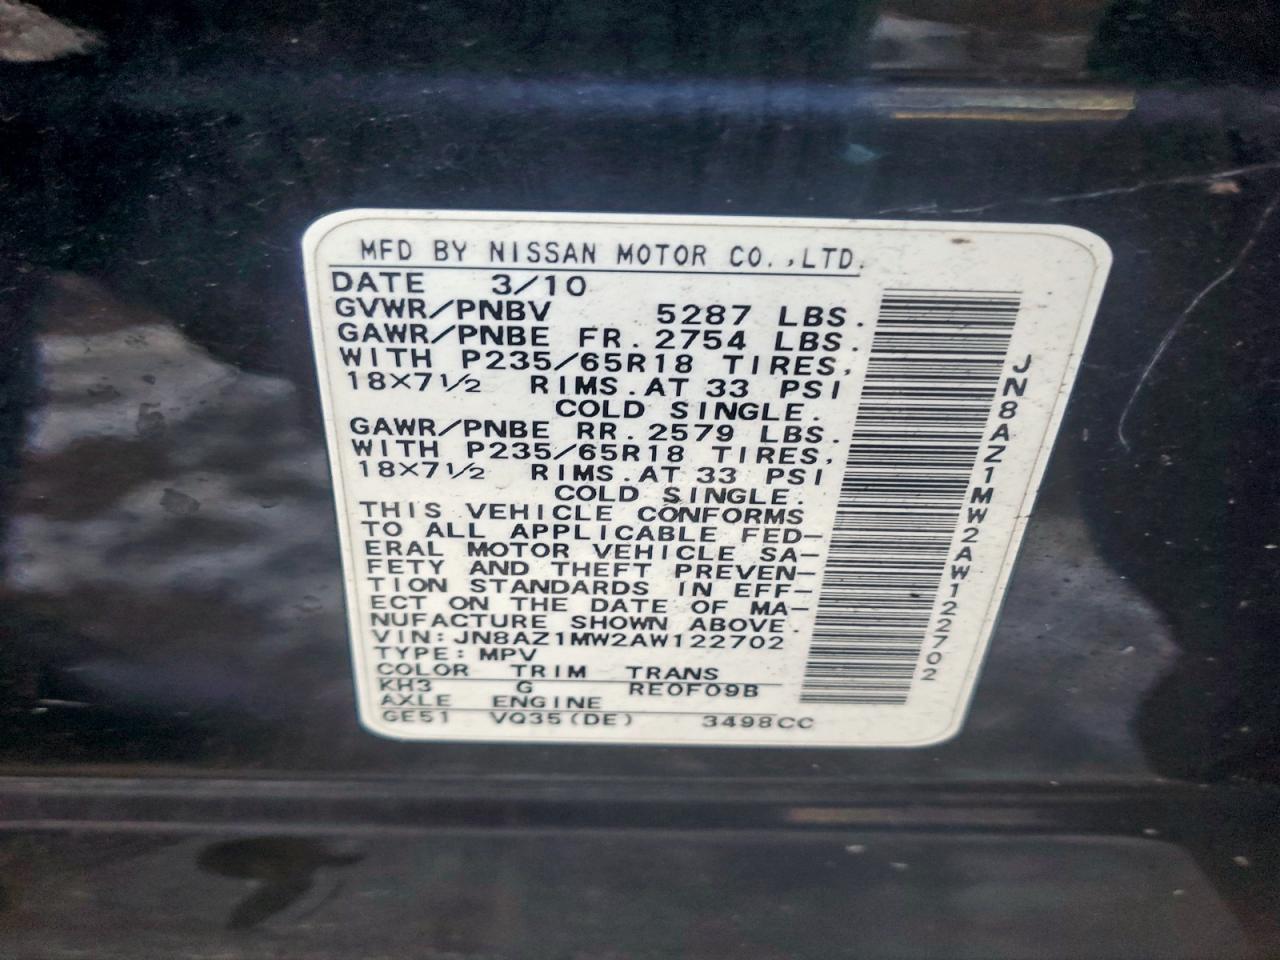 MFD BY NISSAN MOTOR CO.,LTD.
DATE 3/10
GVWR/PNBV 5287 LBS.
GAWR/PNBE FR. 2754 LBS.
WITH P235/65R18 TIRES,
18×7½ RIMS.AT 33 PSI
COLD SINGLE.
GAWR/PNBE RR. 2579 LBS.
WITH P235/65R18 TIRES,
18×7½ RIMS.AT 33 PSI
COLD SINGLE.
THIS VEHICLE CONFORMS
TO ALL APPLICABLE FED-
ERAL MOTOR VEHICLE SA-
FETY AND THEFT PREVEN-
TION STANDARDS IN EFF-
ECT ON THE DATE OF MA-
NUFACTURE SHOWN ABOVE.
VIN:JN8AZ1MW2AW122702
TYPE:MPV
COLOR TRIM TRANS
KH3 G RE0F09B
AXLE ENGINE
GE51 VQ35(DE) 3498CC
JN8AZ1MW2AW122702